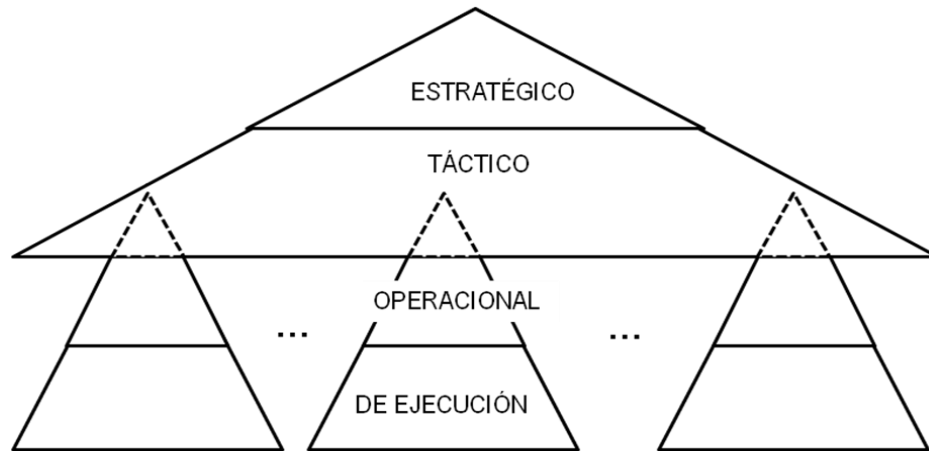 ESTRATÉGICO
TÁCTICO
OPERACIONAL
... ...
DE EJECUCIÓN